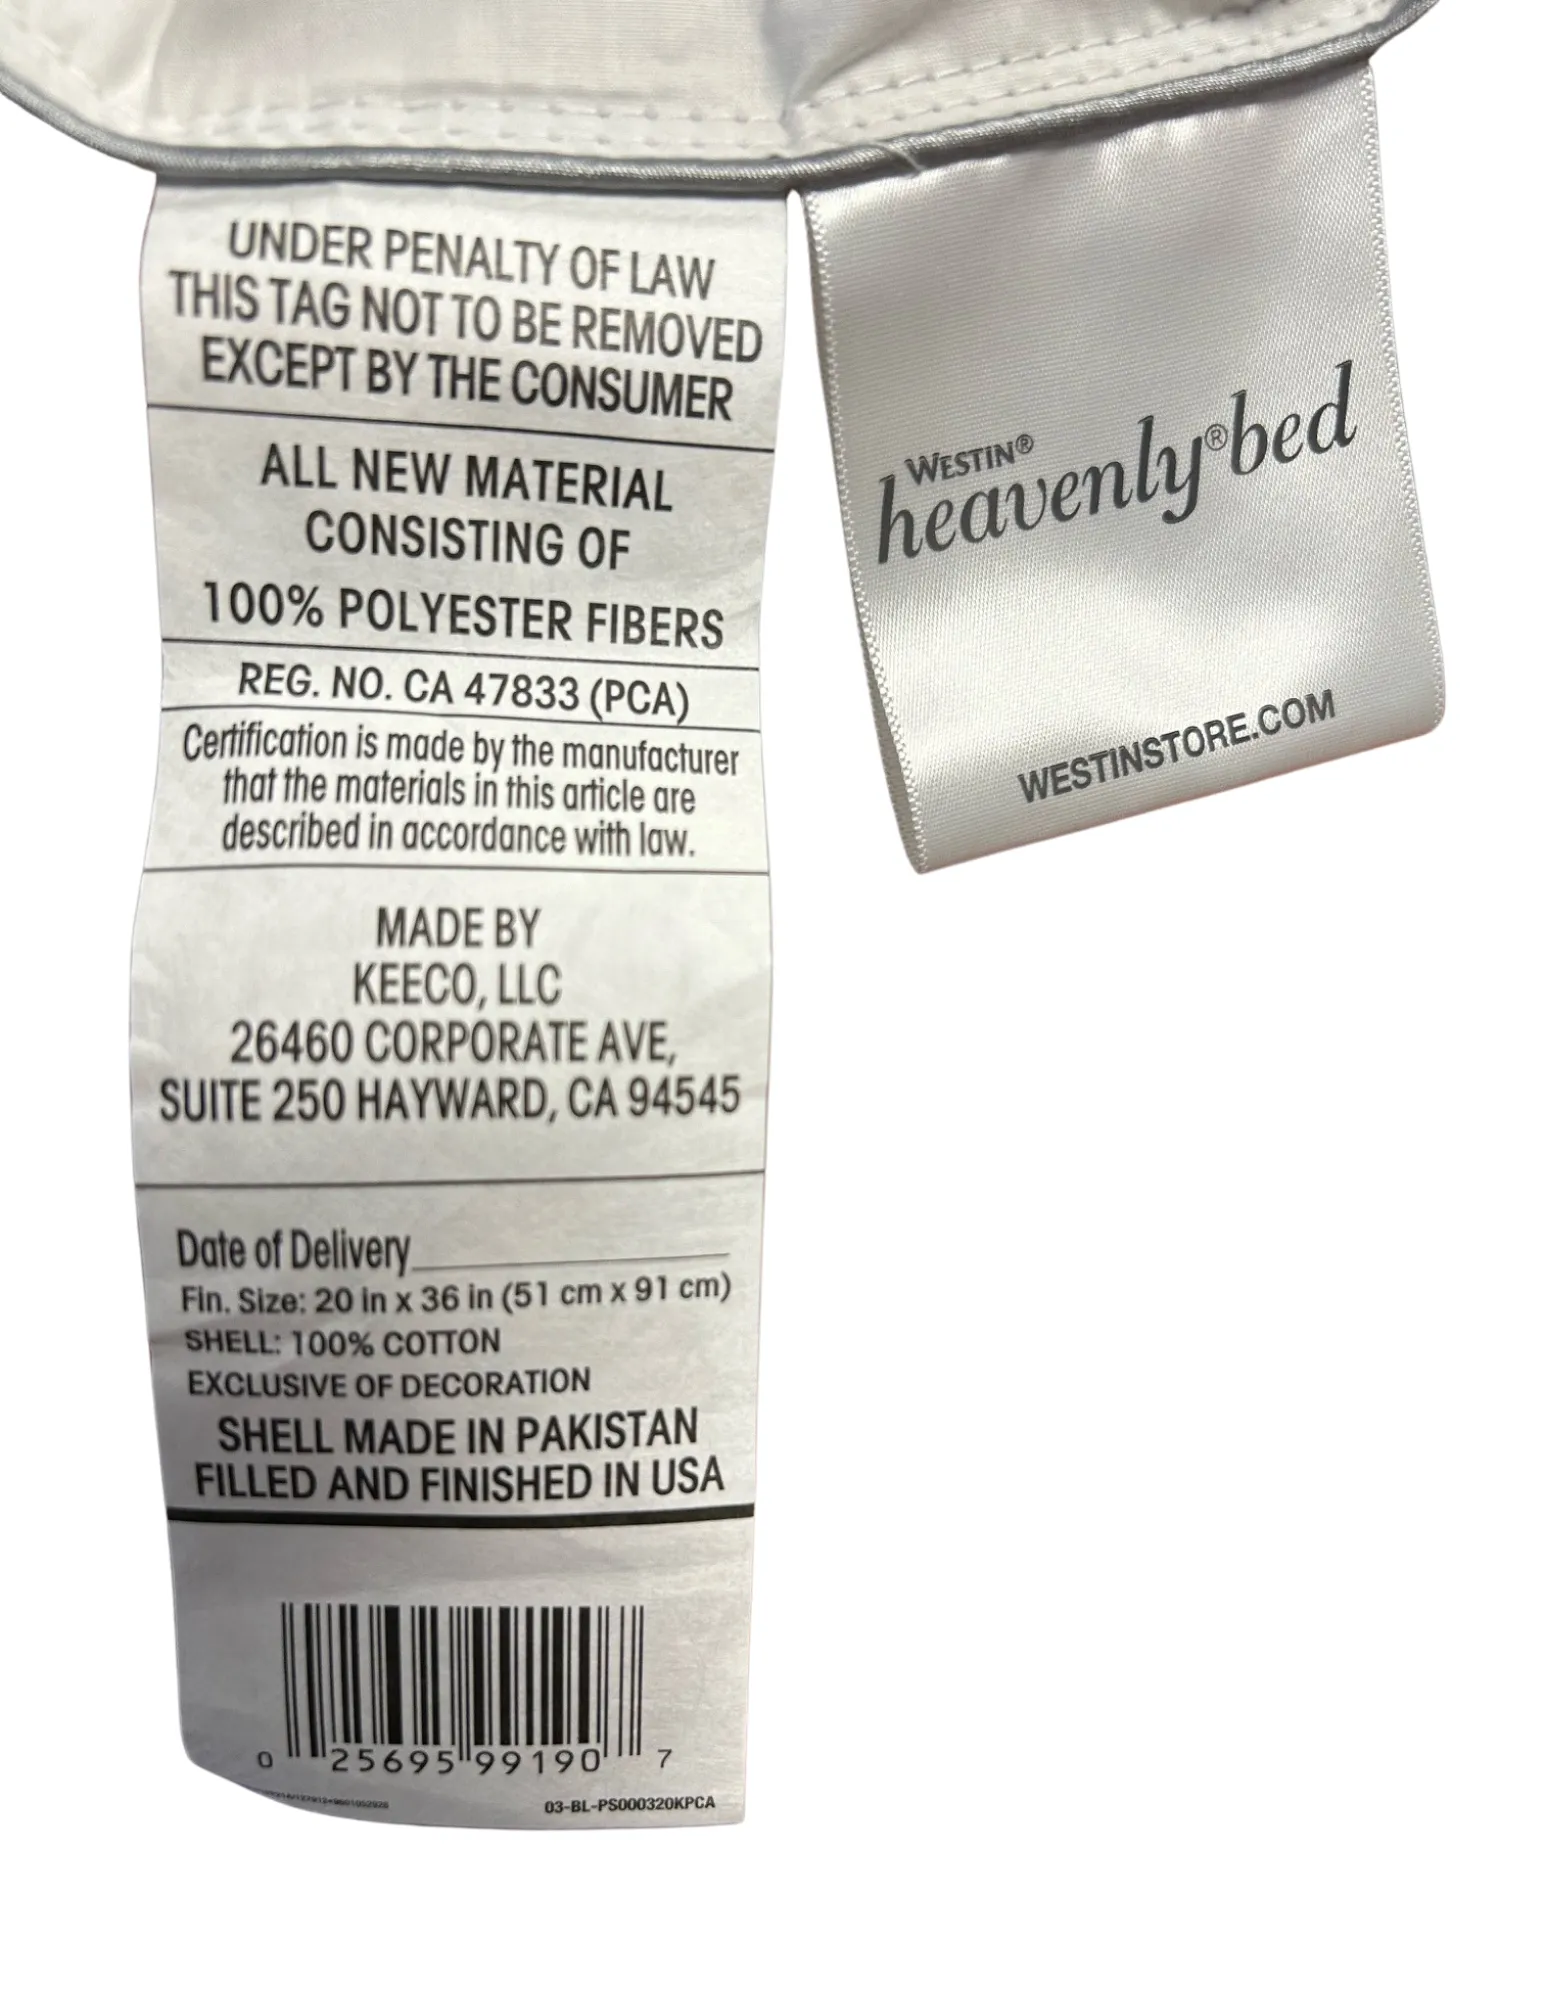 UNDER PENALTY OF LAW
THIS TAG NOT TO BE REMOVED
EXCEPT BY THE CONSUMER
ALL NEW MATERIAL
CONSISTING OF
100% POLYESTER FIBERS
REG. NO. CA 47833 (PCA)
Certification is made by the manufacturer
that the materials in this article are
described in accordance with law.
MADE BY
KEECO, LLC
26460 CORPORATE AVE,
SUITE 250 HAYWARD, CA 94545
Date of Delivery
Fin. Size: 20 in x 36 in (51 cm x 91 cm)
SHELL: 100% COTTON
EXCLUSIVE OF DECORATION
SHELL MADE IN PAKISTAN
FILLED AND FINISHED IN USA
0 25695 99190 7
03-BL-PS000320KPCA
WESTIN®
heavenly® bed
WESTINSTORE.COM